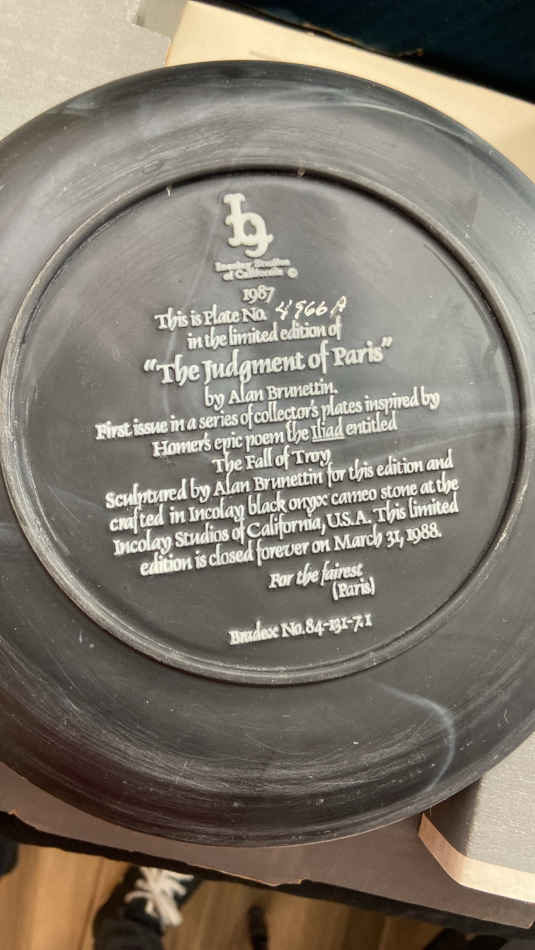 Incolay Studios
of California ©
1987
This is Plate No. 4966A
in the limited edition of
“The Judgment of Paris”
by Alan Brunettin.
First issue in a series of collector's plates inspired by
Homer's epic poem the Iliad entitled
The Fall of Troy
Sculptured by Alan Brunettin for this edition and
crafted in Incolay black onyx cameo stone at the
Incolay Studios of California, U.S.A. This limited
edition is closed forever on March 31, 1988.
For the fairest
(Paris)
Bradex No. 84-131-7.1